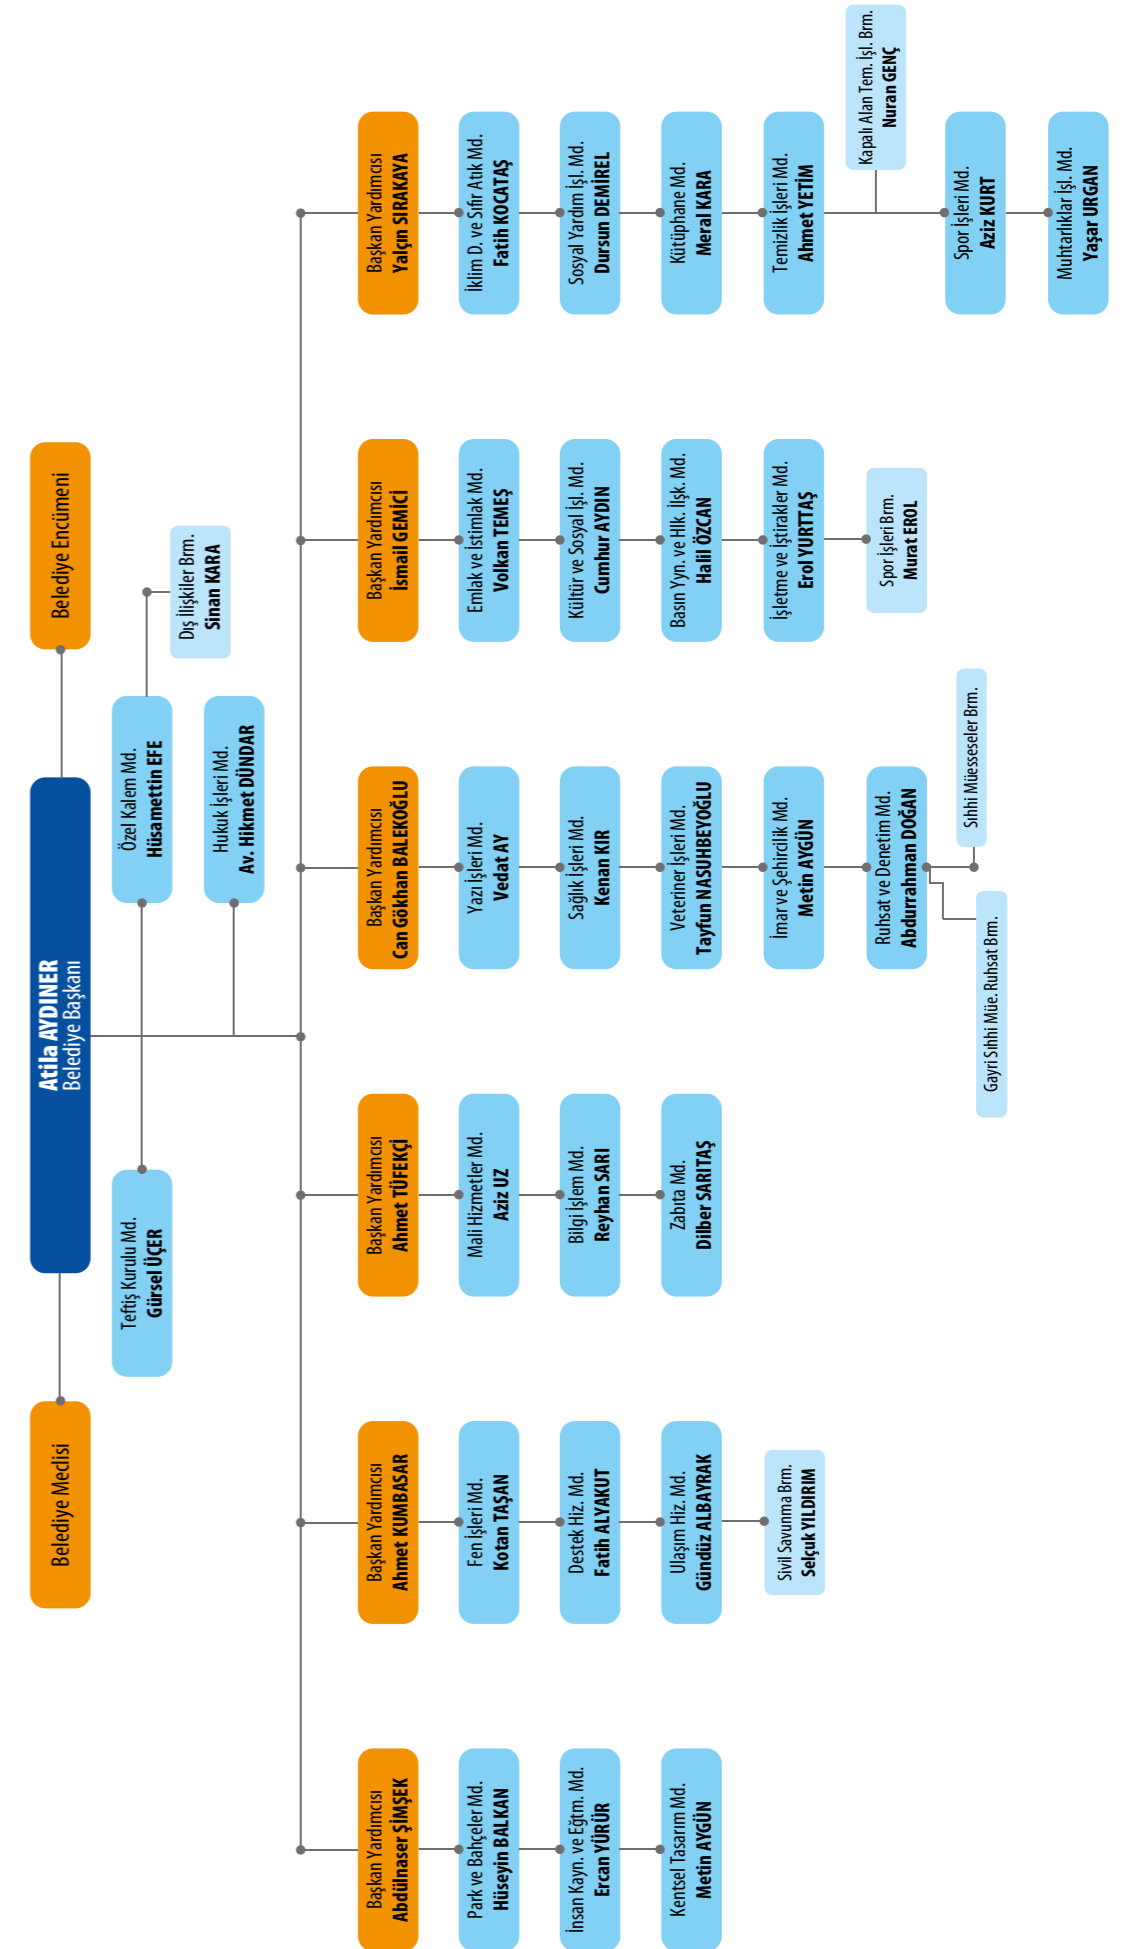 Belediye Meclisi
Atila AYDINER
Belediye Başkanı
Belediye Encümeni
Teftiş Kurulu Md.
Gürsel ÜÇER
Özel Kalem Md.
Hüsamettin EFE
Dış İlişkiler Brm.
Sinan KARA
Hukuk İşleri Md.
Av. Hikmet DÜNDAR
Başkan Yardımcısı
Abdülnaser ŞİMŞEK
Park ve Bahçeler Md.
Hüseyin BALKAN
İnsan Kayn. ve Eğtm. Md.
Ercan YÜRÜR
Kentsel Tasarım Md.
Metin AYGÜN
Başkan Yardımcısı
Ahmet KUMBASAR
Fen İşleri Md.
Kotan TAŞAN
Destek Hiz. Md.
Fatih ALYAKUT
Ulaşım Hiz. Md.
Gündüz ALBAYRAK
Sivil Savunma Brm.
Selçuk YILDIRIM
Başkan Yardımcısı
Ahmet TÜFEKÇİ
Mali Hizmetler Md.
Aziz UZ
Bilgi İşlem Md.
Reyhan SARI
Zabıta Md.
Dilber SARITAŞ
Başkan Yardımcısı
Can Gökhan BALEKOĞLU
Yazı İşleri Md.
Vedat AY
Sağlık İşleri Md.
Kenan KIR
Veteriner İşleri Md.
Tayfun NASUHBEYOĞLU
İmar ve Şehircilik Md.
Metin AYGÜN
Ruhsat ve Denetim Md.
Abdurrahman DOĞAN
Gayri Sıhhi Müe. Ruhsat Brm.
Sıhhi Müesseseler Brm.
Başkan Yardımcısı
İsmail GEMİCİ
Emlak ve İstimlak Md.
Volkan TEMEŞ
Kültür ve Sosyal İşl. Md.
Cumhur AYDIN
Basın Yyn. ve Hlk. İlşk. Md.
Halil ÖZCAN
İşletme ve İştirakler Md.
Erol YURTTAŞ
Spor İşleri Brm.
Murat EROL
Başkan Yardımcısı
Yalçın SIRAKAYA
İklim D. ve Sıfır Atık Md.
Fatih KOCATAŞ
Sosyal Yardım İşl. Md.
Dursun DEMİREL
Kütüphane Md.
Meral KARA
Temizlik İşleri Md.
Ahmet YETİM
Kapalı Alan Tem. İşl. Brm.
Nuran GENÇ
Spor İşleri Md.
Aziz KURT
Muhtarlıklar İşl. Md.
Yaşar URGAN